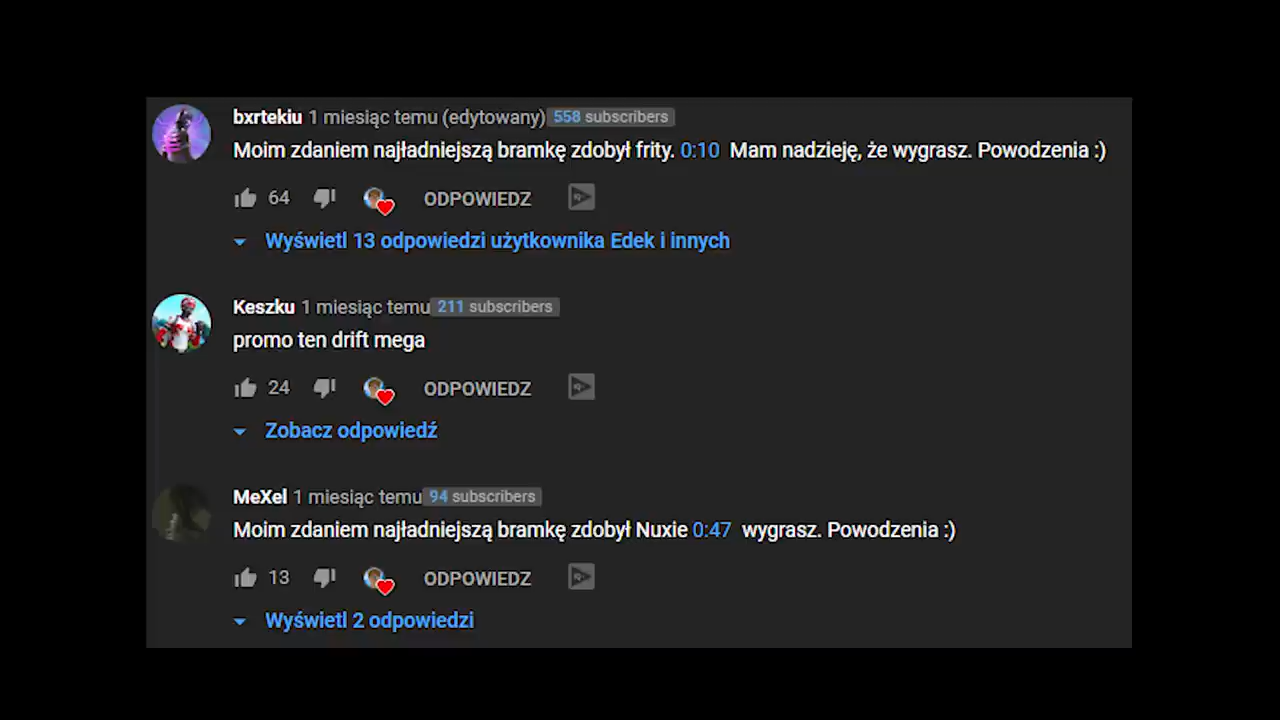 bxrtekiu 1 miesiąc temu (edytowany) 558 subscribers
Moim zdaniem najładniejszą bramkę zdobył frity. 0:10 Mam nadzieję, że wygrasz. Powodzenia :)
64 ODPOWIEDZ
Wyświetl 13 odpowiedzi użytkownika Edek i innych
Keszku 1 miesiąc temu 211 subscribers
promo ten drift mega
24 ODPOWIEDZ
Zobacz odpowiedź
MeXel 1 miesiąc temu 94 subscribers
Moim zdaniem najładniejszą bramkę zdobył Nuxie 0:47 wygrasz. Powodzenia :)
13 ODPOWIEDZ
Wyświetl 2 odpowiedzi